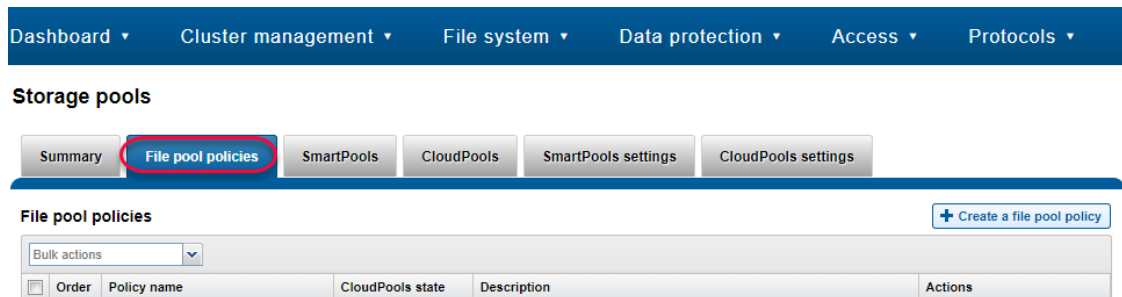 Dashboard ▾ Cluster management ▾ File system ▾ Data protection ▾ Access ▾ Protocols ▾
Storage pools
Summary File pool policies SmartPools CloudPools SmartPools settings CloudPools settings
File pool policies + Create a file pool policy
Bulk actions
Order Policy name CloudPools state Description Actions